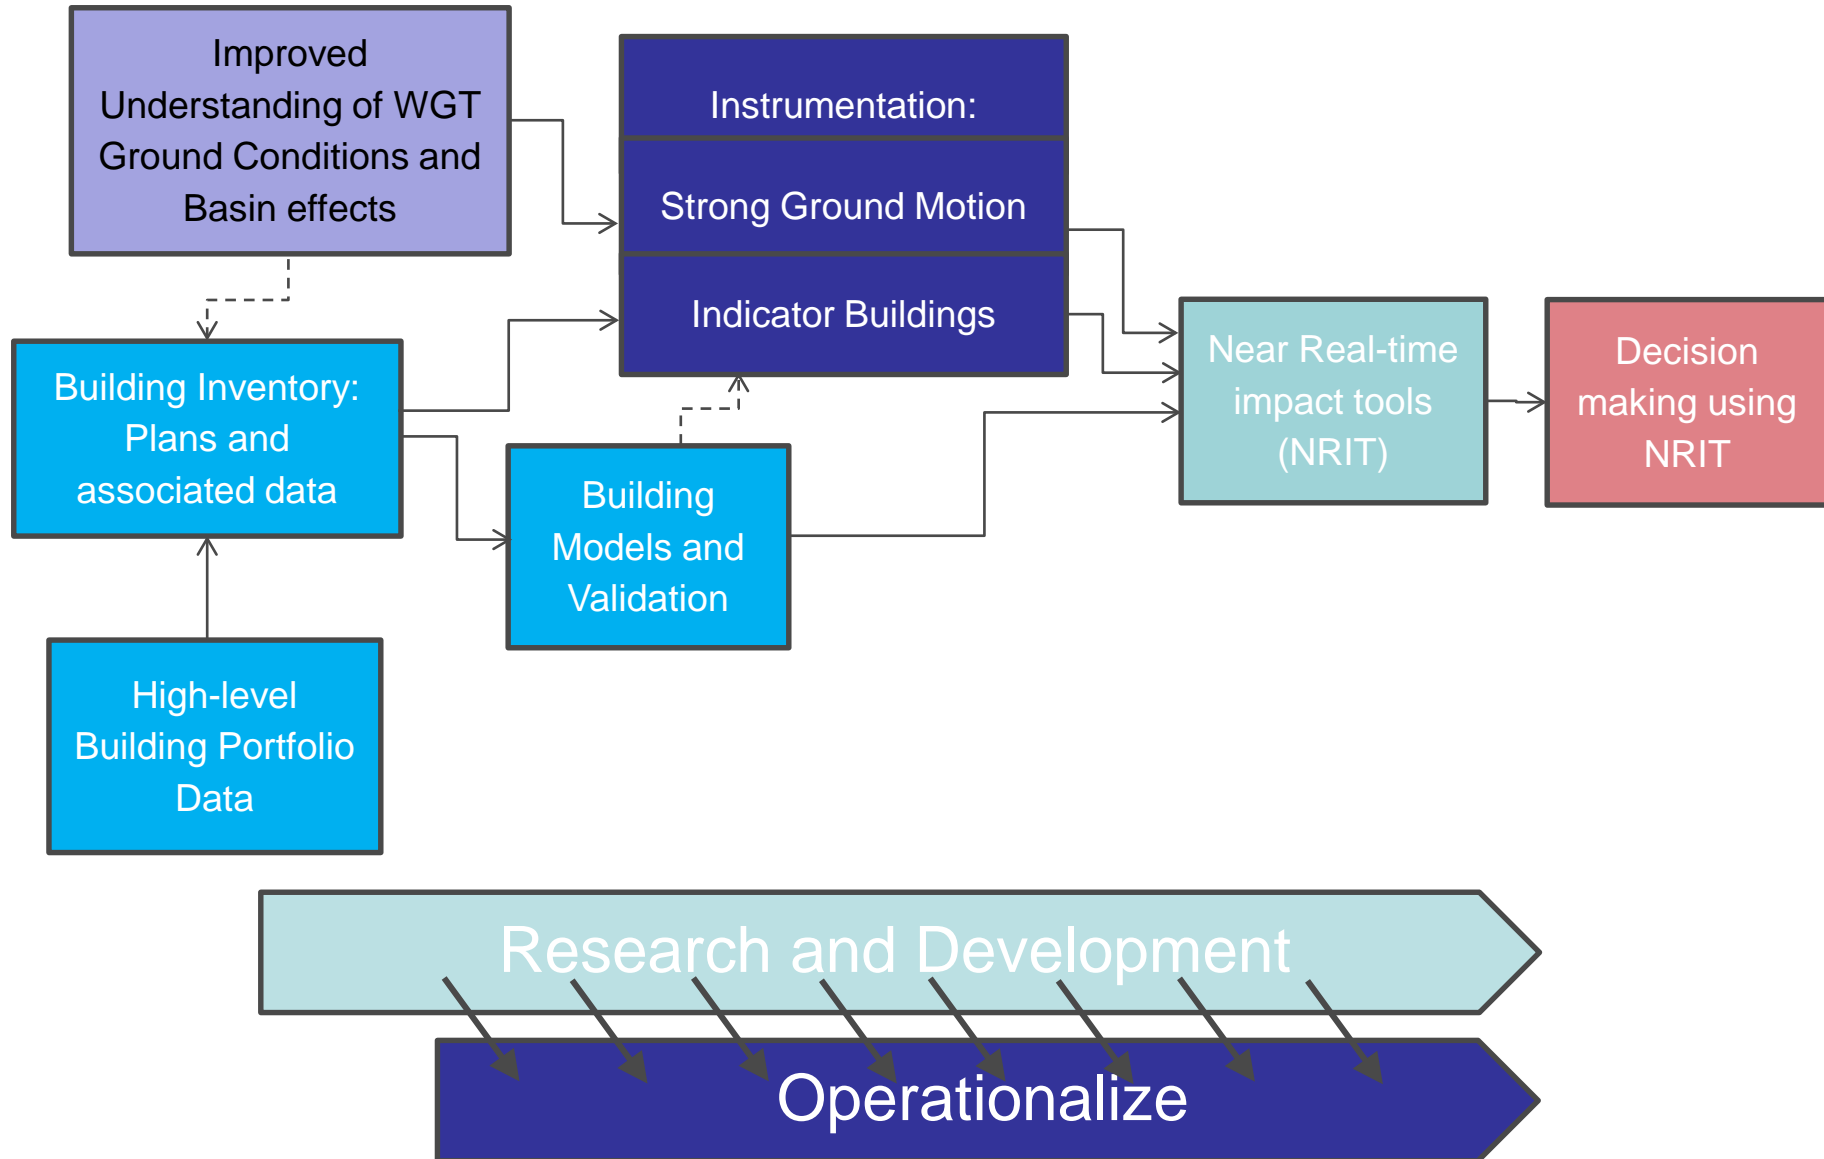 Improved
Understanding of WGT
Ground Conditions and
Basin effects
Instrumentation:
Strong Ground Motion
Indicator Buildings
Near Real-time
impact tools
(NRIT)
Decision
making using
NRIT
Building Inventory:
Plans and
associated data
Building
Models and
Validation
High-level
Building Portfolio
Data
Research and Development
Operationalize